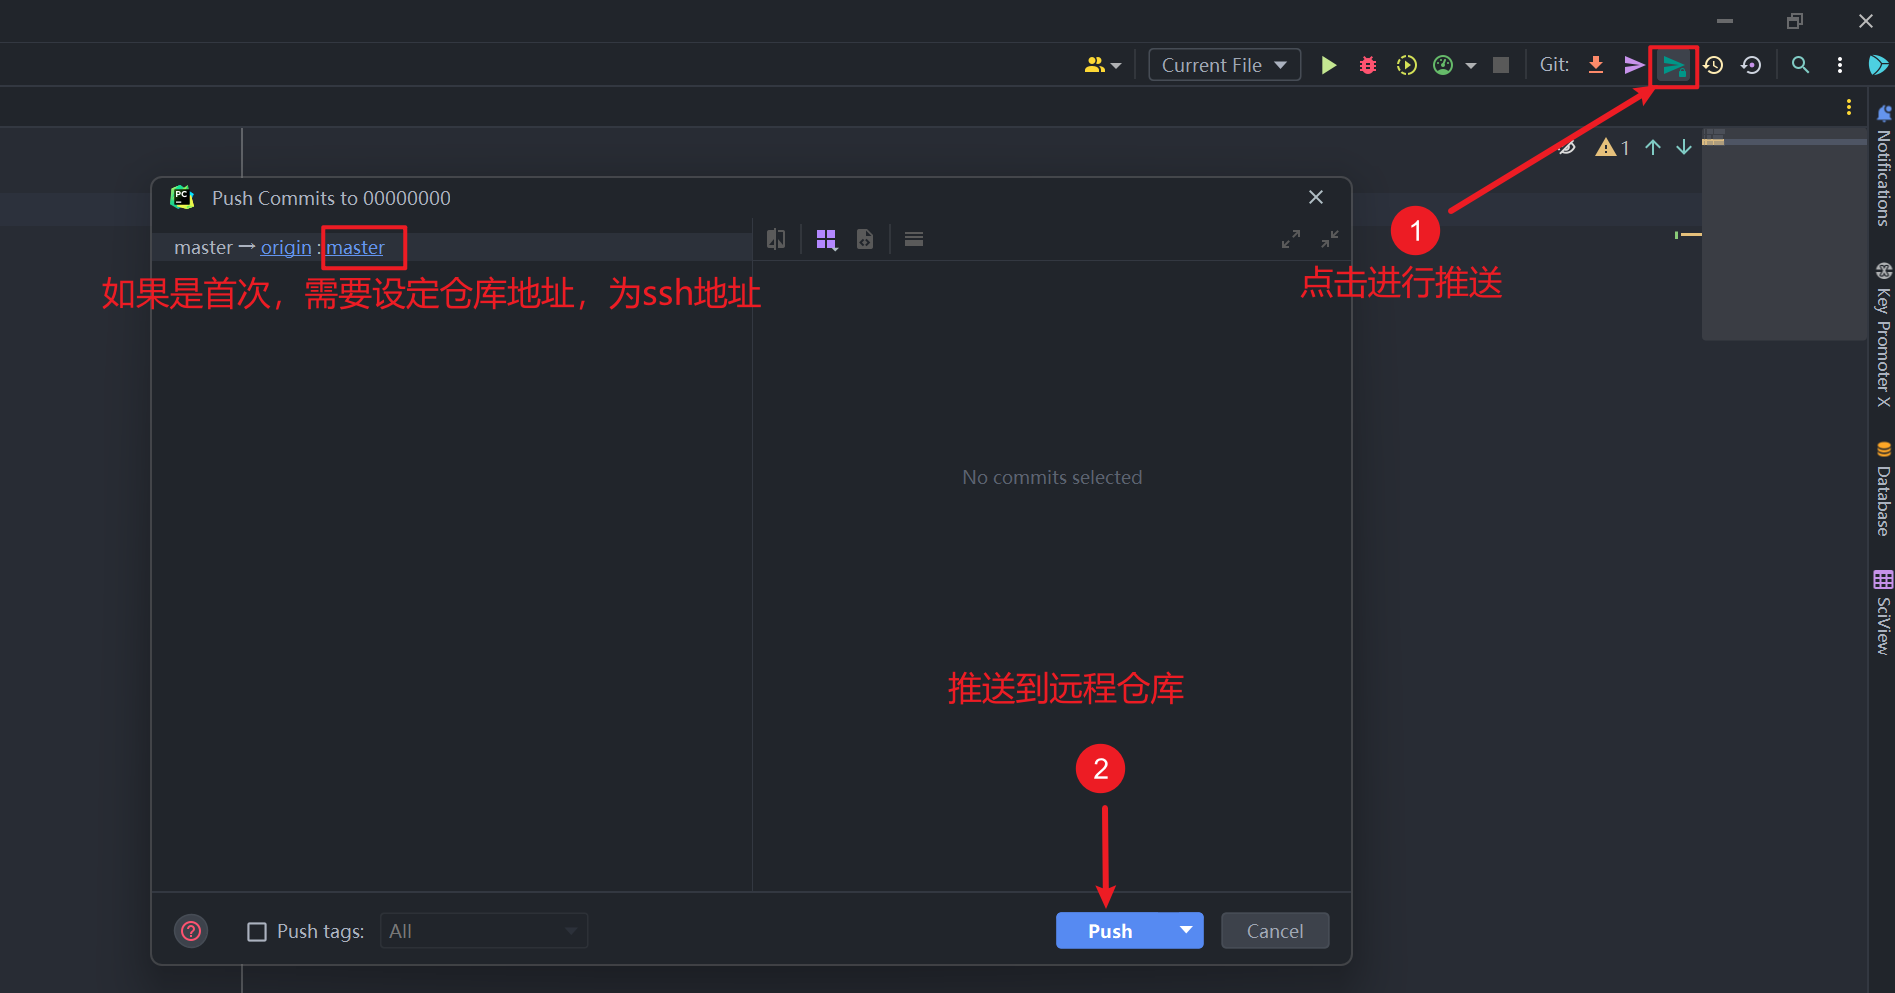 Current File
Git:
1
Notifications
Push Commits to 00000000
PC
master → origin : master
如果是首次，需要设定仓库地址，为ssh地址
1
点击进行推送
Key Promoter X
No commits selected
Database
SciView
推送到远程仓库
2
?
Push tags:
All
Push
Cancel